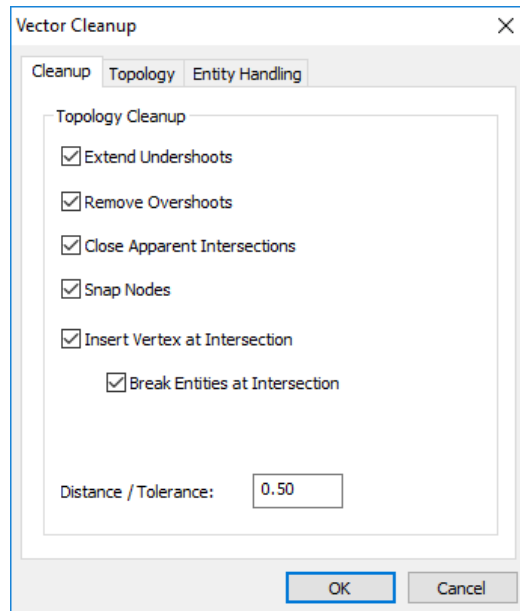 Vector Cleanup
Cleanup Topology Entity Handling
Topology Cleanup
Extend Undershoots
Remove Overshoots
Close Apparent Intersections
Snap Nodes
Insert Vertex at Intersection
Break Entities at Intersection
Distance / Tolerance: 0.50
OK Cancel